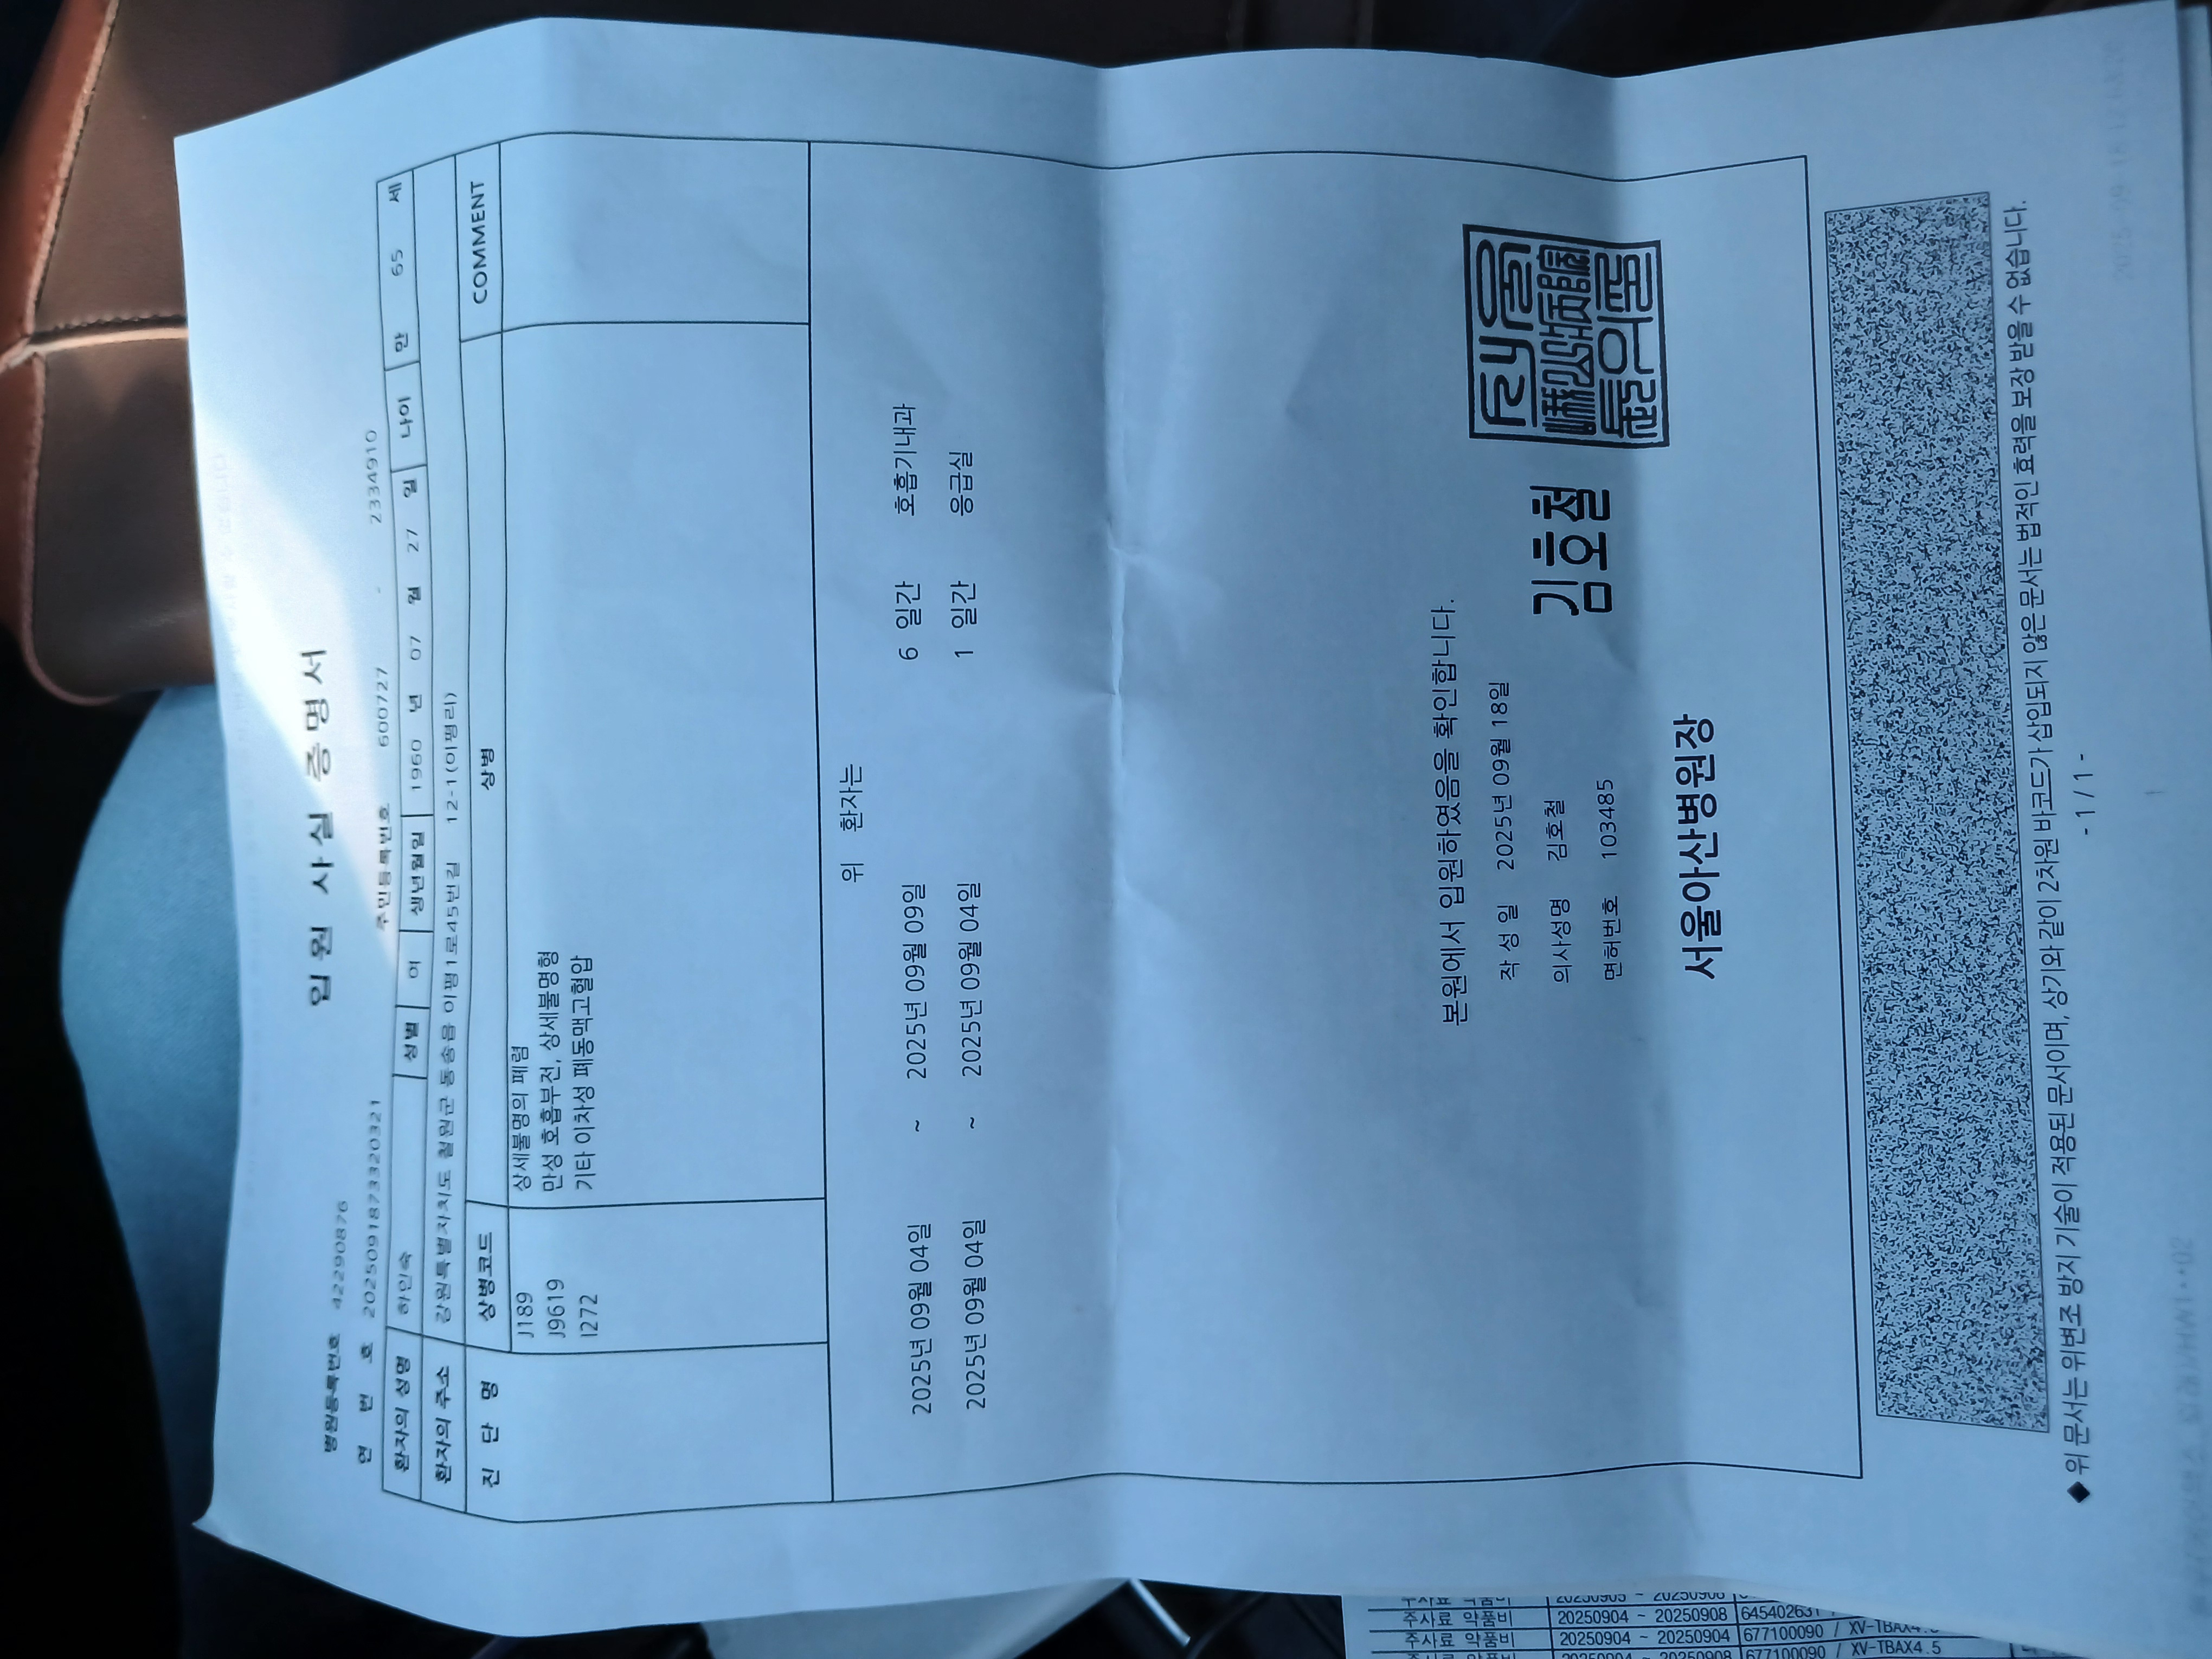 입 원 사 실 증 명 서
병원등록번호 42290876
연 번 호 20250918733320321 주민등록번호 600727 - 2334910
환자의 성명 하인숙 성별 여 생년월일 1960 년 07 월 27 일 나이 만 65 세
환자의 주소 강원특별자치도 철원군 동송읍 이평1로45번길 12-1(이평리)
진 단 명 상병코드 상병 COMMENT
J189 상세불명의 폐렴
J9619 만성 호흡부전, 상세불명형
I272 기타 이차성 폐동맥고혈압
위 환자는
2025년 09월 04일 ~ 2025년 09월 09일 6 일간 호흡기내과
2025년 09월 04일 ~ 2025년 09월 04일 1 일간 응급실
본원에서 입원하였음을 확인합니다.
작 성 일 2025년 09월 18일
의사성명 김호철 김호철
면허번호 103485
서울아산병원장
◆ 위 문서는 위변조 방지 기술이 적용된 문서이며, 상기와 같이 2차원 바코드가 삽입되지 않은 문서는 법적인 효력을 보장 받을 수 없습니다.
- 1 / 1 -
주사료 약품비 20250905 ~ 20250908
주사료 약품비 20250904 ~ 20250908 645402631
주사료 약품비 20250904 ~ 20250904 677100090 / XV-TBAX4.5